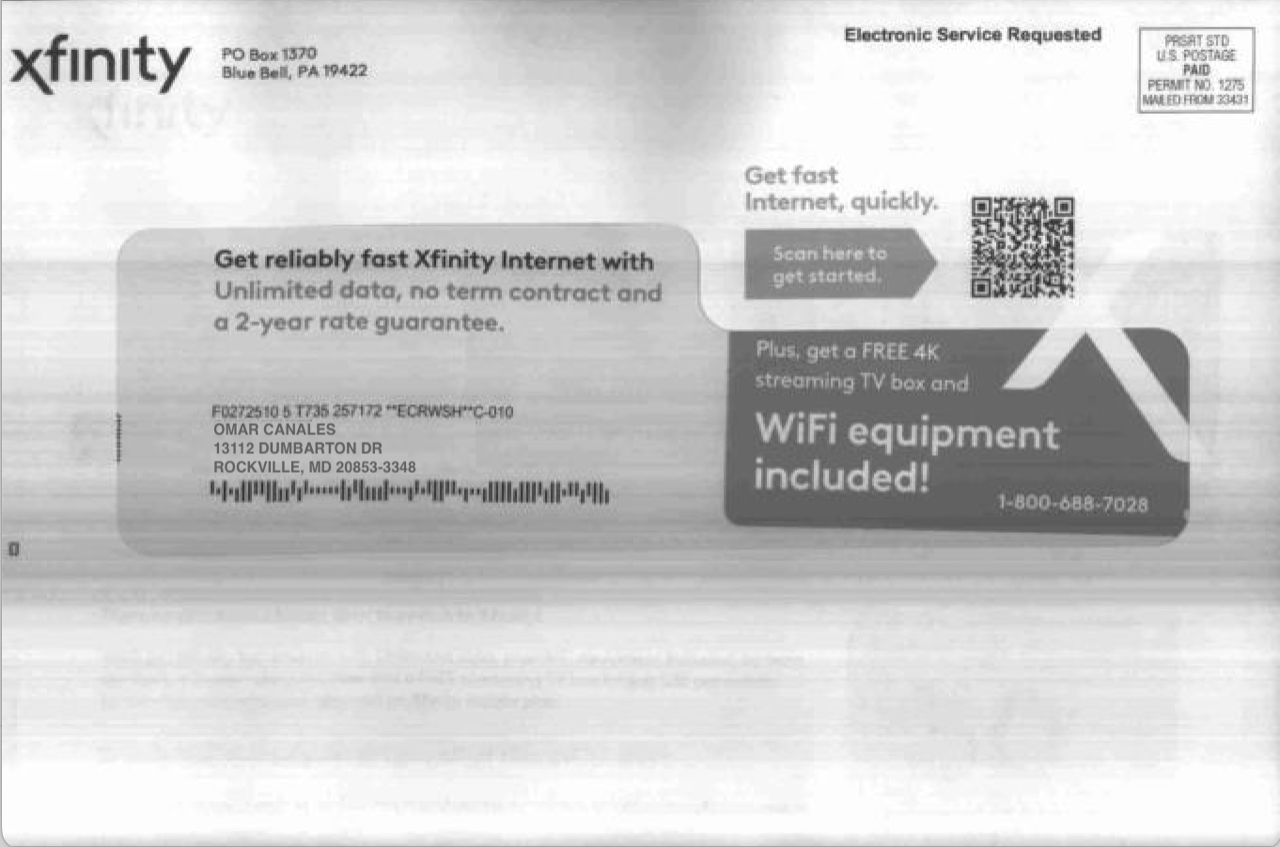 xfinity
PO Box 1370
Blue Bell, PA 19422
Electronic Service Requested
PRSRT STD
U.S. POSTAGE
PAID
PERMIT NO. 1275
MAILED FROM 33431
Get fast
Internet, quickly.
Scan here to
get started.
Get reliably fast Xfinity Internet with
Unlimited data, no term contract and
a 2-year rate guarantee.
Plus, get a FREE 4K
streaming TV box and
WiFi equipment
included!
1-800-688-7028
F0272510 5 T735 257172 **ECRWSH**C-010
OMAR CANALES
13112 DUMBARTON DR
ROCKVILLE, MD 20853-3348